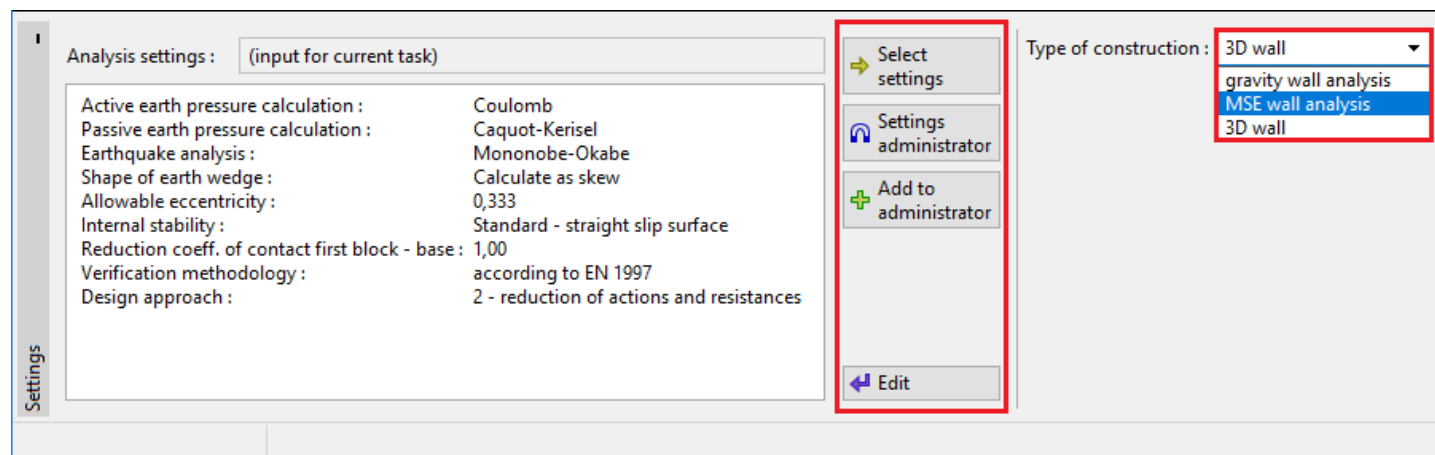 Analysis settings : (input for current task)
Active earth pressure calculation : Coulomb
Passive earth pressure calculation : Caquot-Kerisel
Earthquake analysis : Mononobe-Okabe
Shape of earth wedge : Calculate as skew
Allowable eccentricity : 0,333
Internal stability : Standard - straight slip surface
Reduction coeff. of contact first block - base : 1,00
Verification methodology : according to EN 1997
Design approach : 2 - reduction of actions and resistances
Select
settings
Settings
administrator
Add to
administrator
Edit
Type of construction : 3D wall
gravity wall analysis
MSE wall analysis
3D wall
Settings